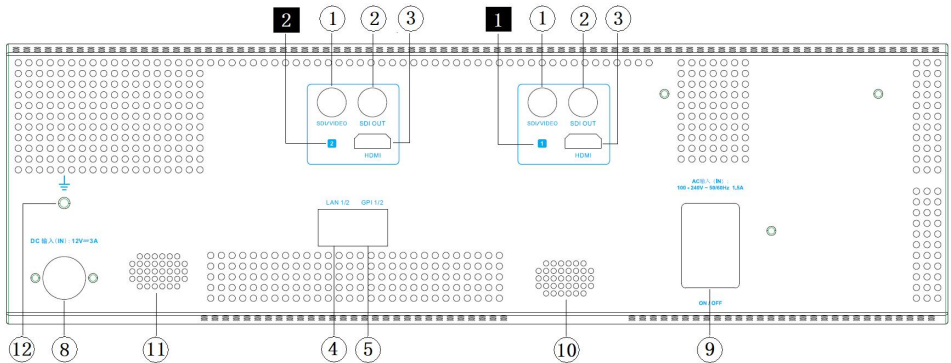 2 ① ② ③ 1 ① ② ③
SDI/VIDEO SDI OUT
2
HDMI
SDI/VIDEO SDI OUT
1
HDMI
AC输入 (IN) :
100 - 240V ~ 50/60Hz 1.5A
LAN 1/2 GPI 1/2
DC 输入 (IN) : 12V⎓3A
ON / OFF
⑫ ⑧ ⑪ ④ ⑤ ⑩ ⑨